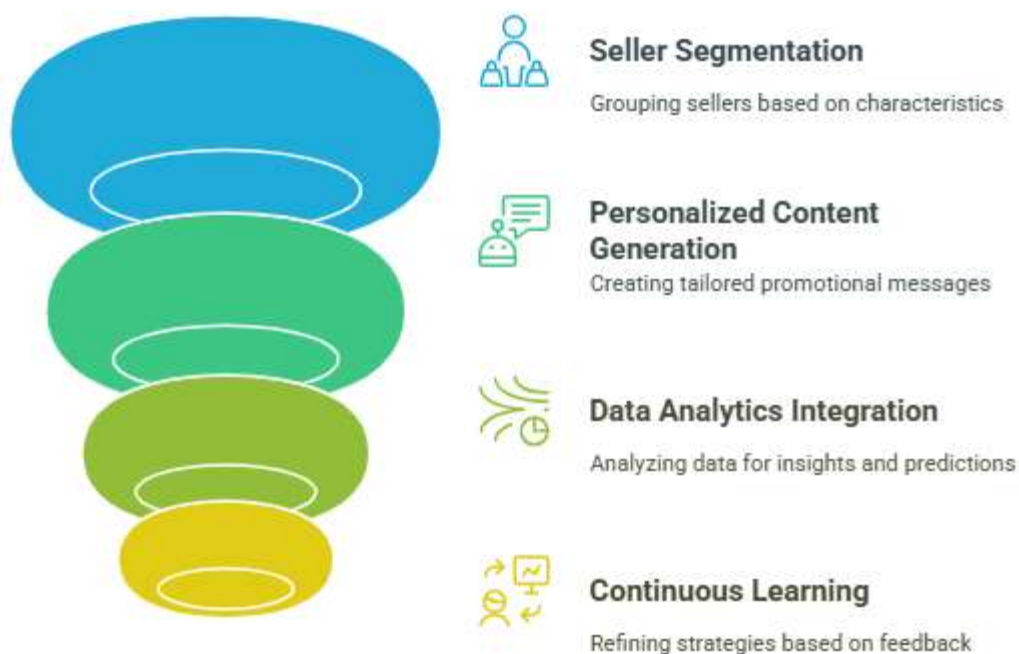 Seller Segmentation
Grouping sellers based on characteristics
Personalized Content
Generation
Creating tailored promotional messages
Data Analytics Integration
Analyzing data for insights and predictions
Continuous Learning
Refining strategies based on feedback